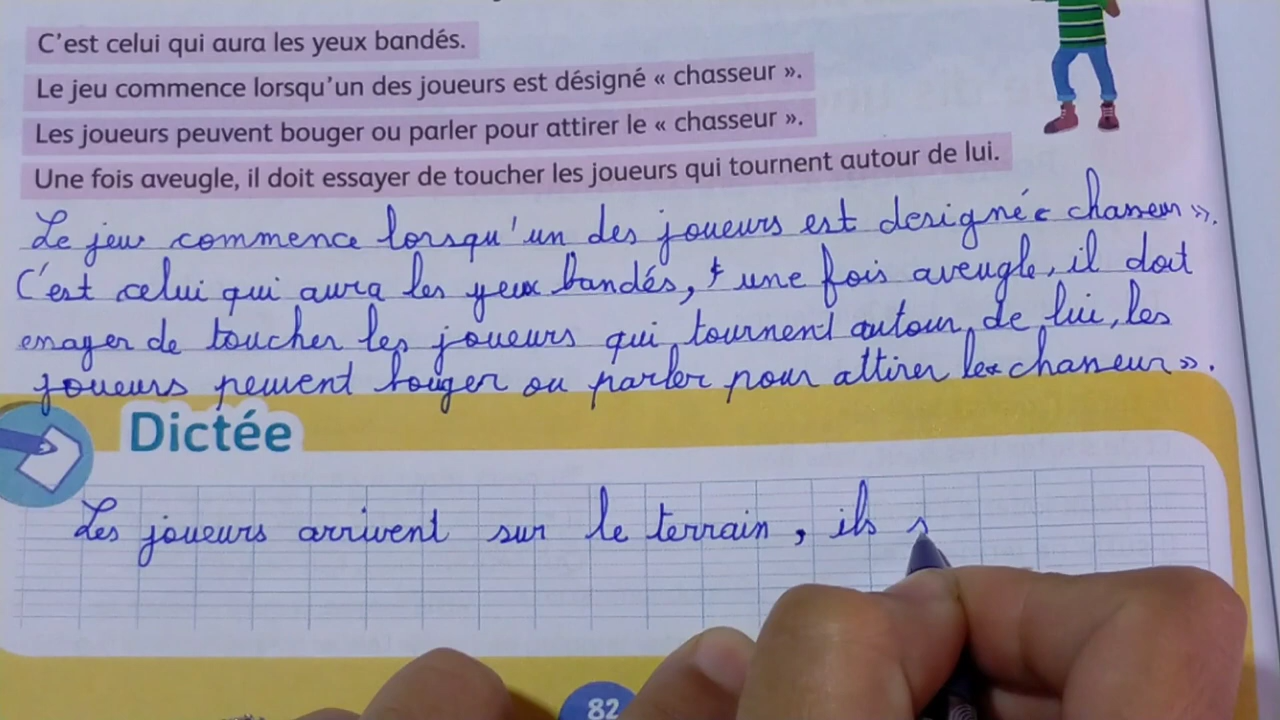 C'est celui qui aura les yeux bandés.
Le jeu commence lorsqu'un des joueurs est désigné « chasseur ».
Les joueurs peuvent bouger ou parler pour attirer le « chasseur ».
Une fois aveugle, il doit essayer de toucher les joueurs qui tournent autour de lui.
Le jeu commence lorsqu'un des joueurs est designé « chasseur ».
C'est celui qui aura les yeux bandés, une fois aveugle, il doit
essayer de toucher les joueurs qui tournent autour de lui, les
joueurs peuvent bouger ou parler pour attirer le « chasseur ».
Dictée
Les joueurs arrivent sur le terrain, ils s
82